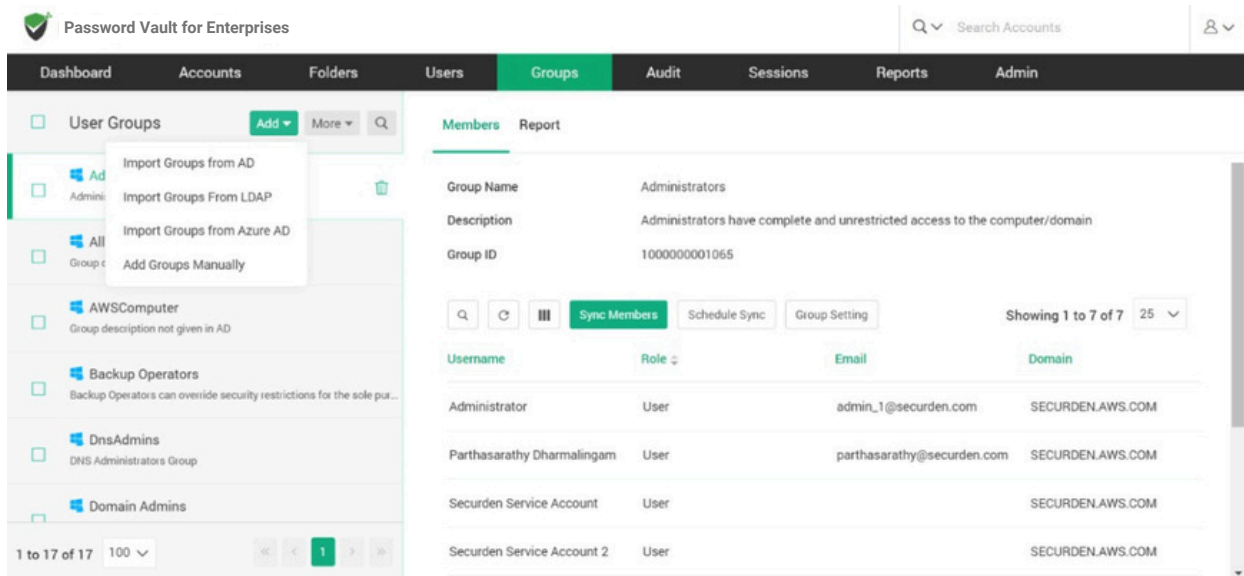 Password Vault for Enterprises
Search Accounts
Dashboard Accounts Folders Users Groups Audit Sessions Reports Admin
User Groups Add More
Members Report
Import Groups from AD
Import Groups From LDAP
Import Groups from Azure AD
Add Groups Manually
Ad
Admini
All
Group
AWSComputer
Group description not given in AD
Backup Operators
Backup Operators can override security restrictions for the sole pur...
DnsAdmins
DNS Administrators Group
Domain Admins
1 to 17 of 17 100 « < 1 > »
Group Name Administrators
Description Administrators have complete and unrestricted access to the computer/domain
Group ID 1000000001065
Sync Members Schedule Sync Group Setting Showing 1 to 7 of 7 25
Username Role Email Domain
Administrator User admin_1@securden.com SECURDEN.AWS.COM
Parthasarathy Dharmalingam User parthasarathy@securden.com SECURDEN.AWS.COM
Securden Service Account User SECURDEN.AWS.COM
Securden Service Account 2 User SECURDEN.AWS.COM